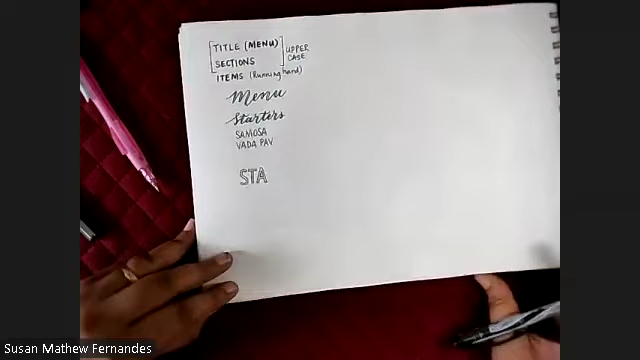 TITLE (MENU)
SECTIONS
UPPER
CASE
ITEMS (Running hand)
Menu
Starters
SAMOSA
VADA PAV
STA
Susan Mathew Fernandes